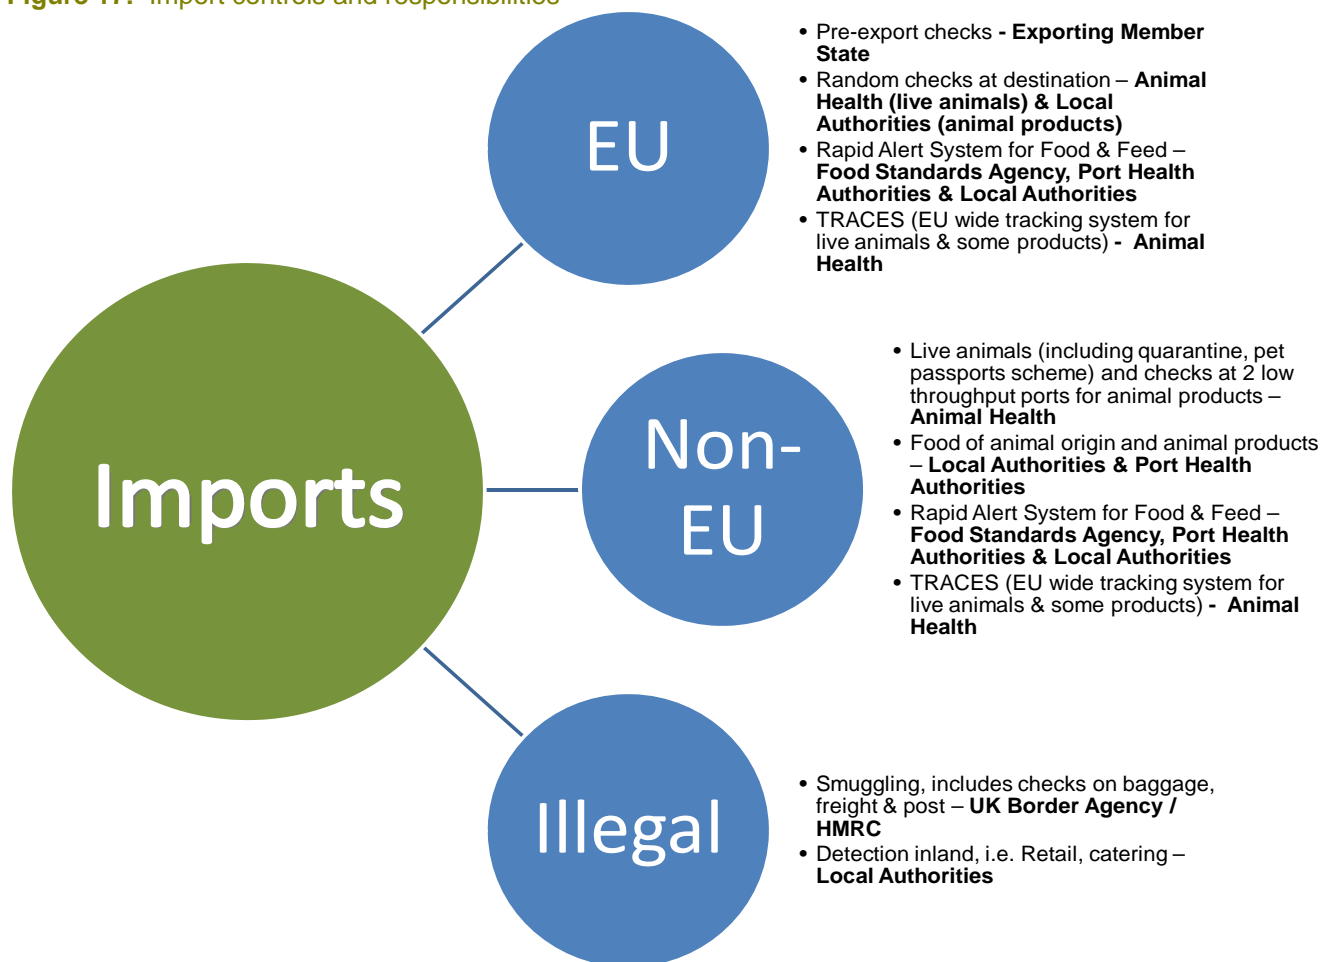 Figure 17: Import controls and responsibilities
EU
• Pre-export checks - Exporting Member
State
• Random checks at destination – Animal
Health (live animals) & Local
Authorities (animal products)
• Rapid Alert System for Food & Feed –
Food Standards Agency, Port Health
Authorities & Local Authorities
• TRACES (EU wide tracking system for
live animals & some products) - Animal
Health
Imports
Non-
EU
• Live animals (including quarantine, pet
passports scheme) and checks at 2 low
throughput ports for animal products –
Animal Health
• Food of animal origin and animal products
– Local Authorities & Port Health
Authorities
• Rapid Alert System for Food & Feed –
Food Standards Agency, Port Health
Authorities & Local Authorities
• TRACES (EU wide tracking system for
live animals & some products) - Animal
Health
Illegal
• Smuggling, includes checks on baggage,
freight & post – UK Border Agency /
HMRC
• Detection inland, i.e. Retail, catering –
Local Authorities